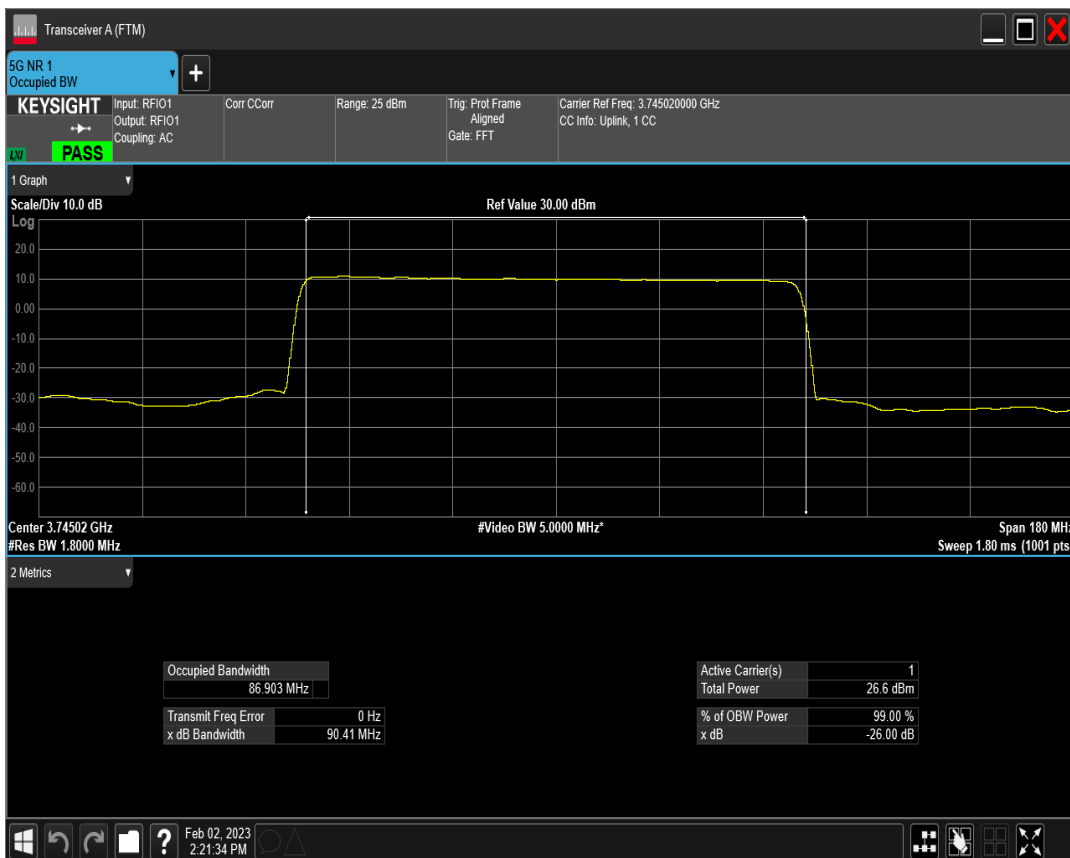 Transceiver A (FTM)
5G NR 1
Occupied BW
+
KEYSIGHT
LXI
PASS
Input: RFIO1
Output: RFIO1
Coupling: AC
Corr CCorr
Range: 25 dBm
Trig: Prot Frame
Aligned
Gate: FFT
Carrier Ref Freq: 3.745020000 GHz
CC Info: Uplink, 1 CC
1 Graph
Scale/Div 10.0 dB
Ref Value 30.00 dBm
Log
20.0
10.0
0.00
-10.0
-20.0
-30.0
-40.0
-50.0
-60.0
Center 3.74502 GHz
#Video BW 5.0000 MHz*
Span 180 MHz
#Res BW 1.8000 MHz
Sweep 1.80 ms (1001 pts
2 Metrics
Occupied Bandwidth
86.903 MHz
Transmit Freq Error 0 Hz
x dB Bandwidth 90.41 MHz
Active Carrier(s) 1
Total Power 26.6 dBm
% of OBW Power 99.00 %
x dB -26.00 dB
?
Feb 02, 2023
2:21:34 PM